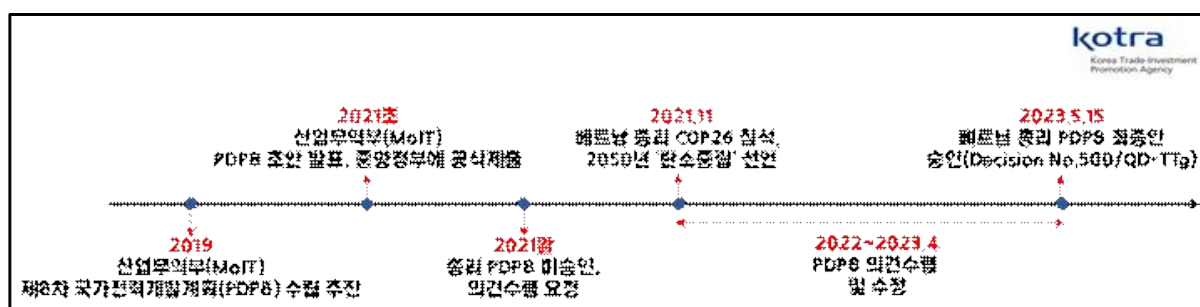 kotra
Korea Trade-Investment
Promotion Agency
2021초
산업무역부(MoIT)
PDP8 초안 발표, 중앙정부에 공식제출
2021.11
베트남 총리 COP26 참석,
2050년 '탄소중립' 선언
2023.5.15
베트남 총리 PDP8 최종안
승인(Decision No.500/QD-TTg)
2019
산업무역부(MoIT)
제8차 국가전력개발계획(PDP8) 수립 추진
2021말
총리 PDP8 미승인,
의견수렴 요청
2022~2023.4
PDP8 의견수렴
및 수정